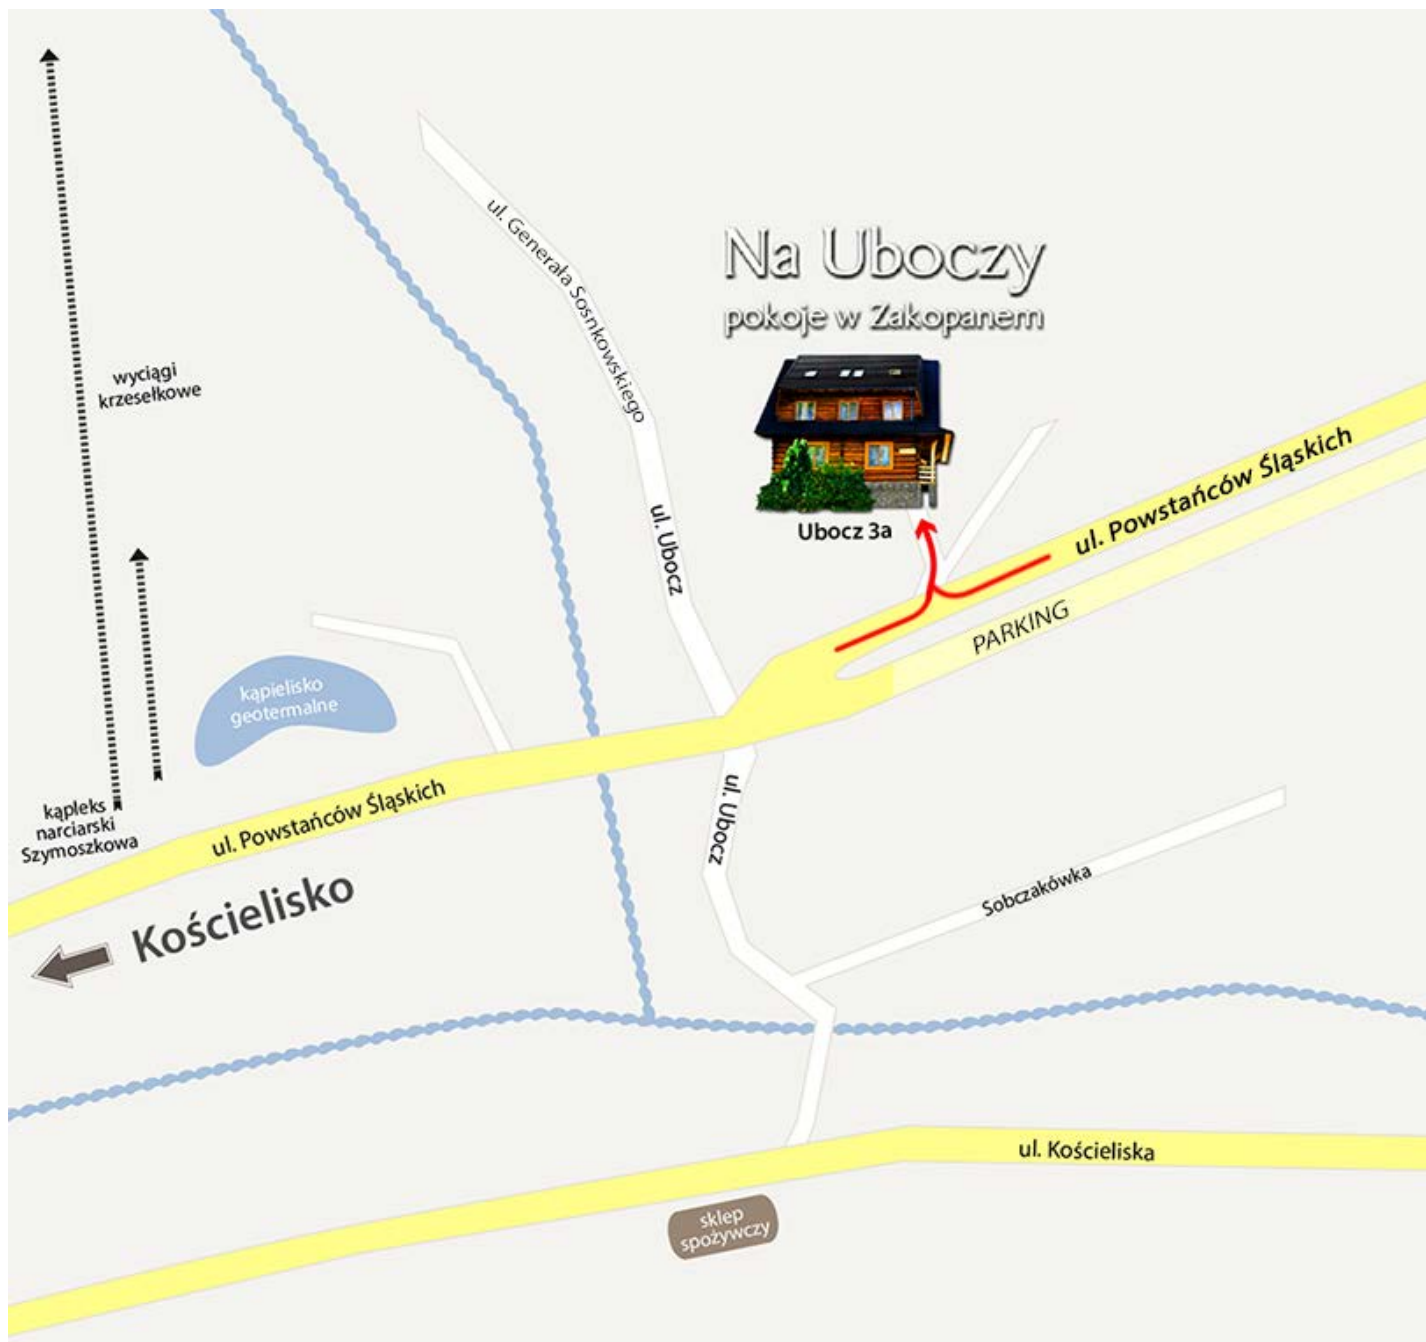 ul. Generała Sosnkowskiego
Na Uboczy
pokoje w Zakopanem
wyciągi
krzesełkowe
ul. Ubocz
Ubocz 3a
ul. Powstańców Śląskich
PARKING
kąpielisko
geotermalne
kąpleks
narciarski
Szymoszkowa
ul. Powstańców Śląskich
ul. Ubocz
Kościelisko
Sobczakówka
ul. Kościeliska
sklep
spożywczy